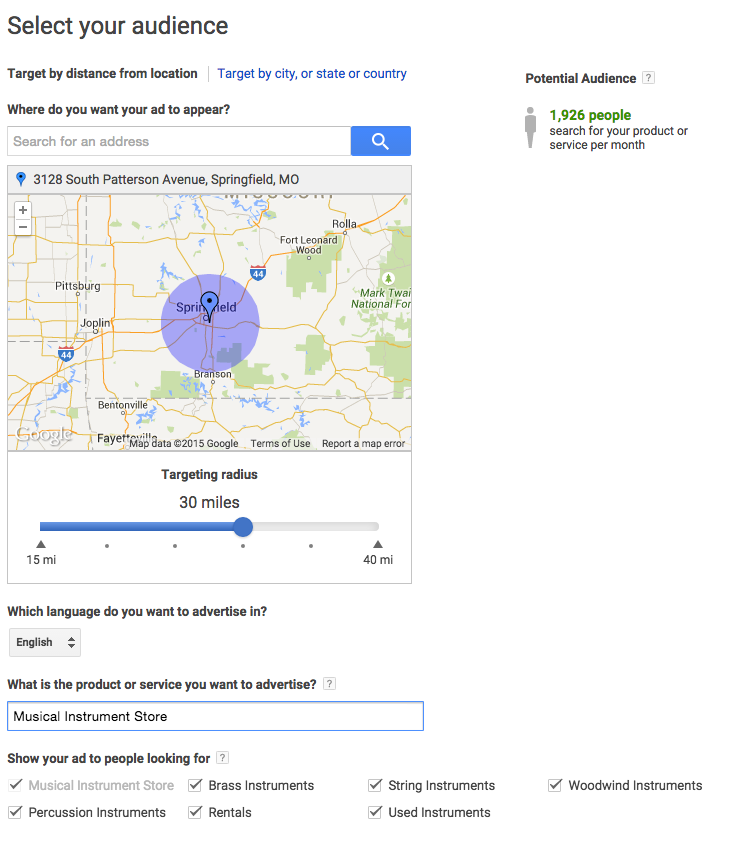 Select your audience
Target by distance from location
Target by city, or state or country
Where do you want your ad to appear?
Search for an address
3128 South Patterson Avenue, Springfield, MO
+
−
Rolla
Fort Leonard
Wood
44
Pittsburg
Mark Twai
National For
Springfield
Joplin
44
Branson
Bentonville
Google
Fayetteville
Map data ©2015 Google
Terms of Use
Report a map error
Targeting radius
30 miles
15 mi
40 mi
Which language do you want to advertise in?
English
What is the product or service you want to advertise? ?
Musical Instrument Store
Show your ad to people looking for ?
Musical Instrument Store
Brass Instruments
String Instruments
Woodwind Instruments
Percussion Instruments
Rentals
Used Instruments
Potential Audience ?
1,926 people
search for your product or
service per month